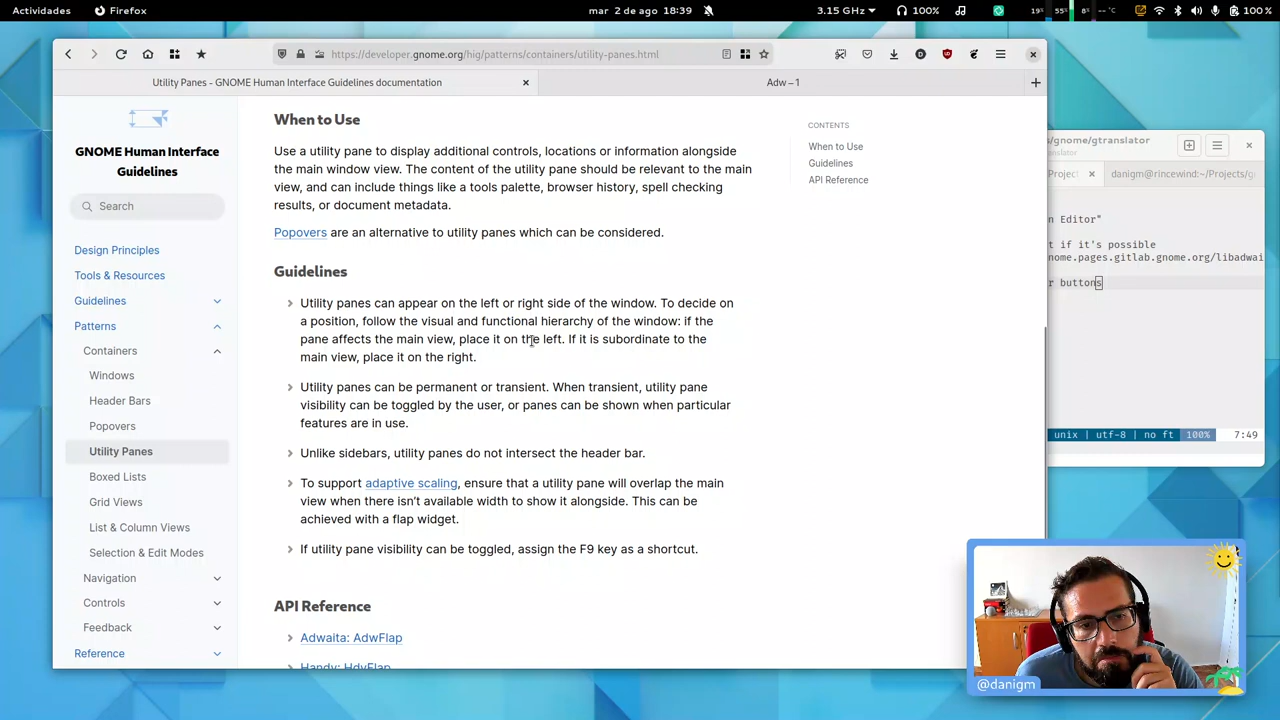 Actividades
Firefox
mar 2 de ago 18:39
3.15 GHz
100%
19%
55%
8%
--°C
100 %
https://developer.gnome.org/hig/patterns/containers/utility-panes.html
Utility Panes - GNOME Human Interface Guidelines documentation
Adw – 1
GNOME Human Interface
Guidelines
Search
Design Principles
Tools & Resources
Guidelines
Patterns
Containers
Windows
Header Bars
Popovers
Utility Panes
Boxed Lists
Grid Views
List & Column Views
Selection & Edit Modes
Navigation
Controls
Feedback
Reference
When to Use
Use a utility pane to display additional controls, locations or information alongside
the main window view. The content of the utility pane should be relevant to the main
view, and can include things like a tools palette, browser history, spell checking
results, or document metadata.
Popovers are an alternative to utility panes which can be considered.
Guidelines
Utility panes can appear on the left or right side of the window. To decide on
a position, follow the visual and functional hierarchy of the window: if the
pane affects the main view, place it on the left. If it is subordinate to the
main view, place it on the right.
Utility panes can be permanent or transient. When transient, utility pane
visibility can be toggled by the user, or panes can be shown when particular
features are in use.
Unlike sidebars, utility panes do not intersect the header bar.
To support adaptive scaling, ensure that a utility pane will overlap the main
view when there isn't available width to show it alongside. This can be
achieved with a flap widget.
If utility pane visibility can be toggled, assign the F9 key as a shortcut.
API Reference
Adwaita: AdwFlap
Handy: HdyFlap
CONTENTS
When to Use
Guidelines
API Reference
s/gnome/gtranslator
Project
danigm@rincewind:~/Projects/g
n Editor"
t if it's possible
nome.pages.gitlab.gnome.org/libadwai
r buttons
unix | utf-8 | no ft
100%
7:49
@danigm